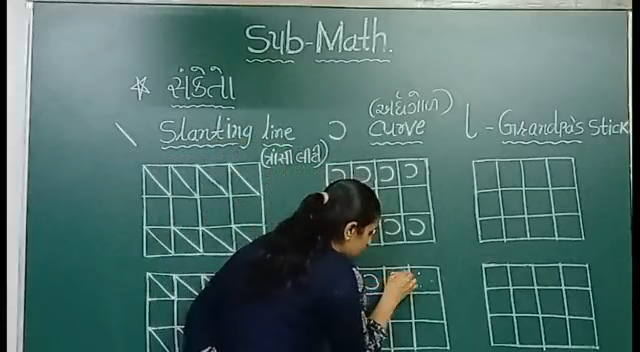 Sub-Math.
☆ સંકેતો
\ Slanting line
(ત્રાંસી લીટી)
(અર્ધગોળ)
Curve
l - Grandpa's Stick